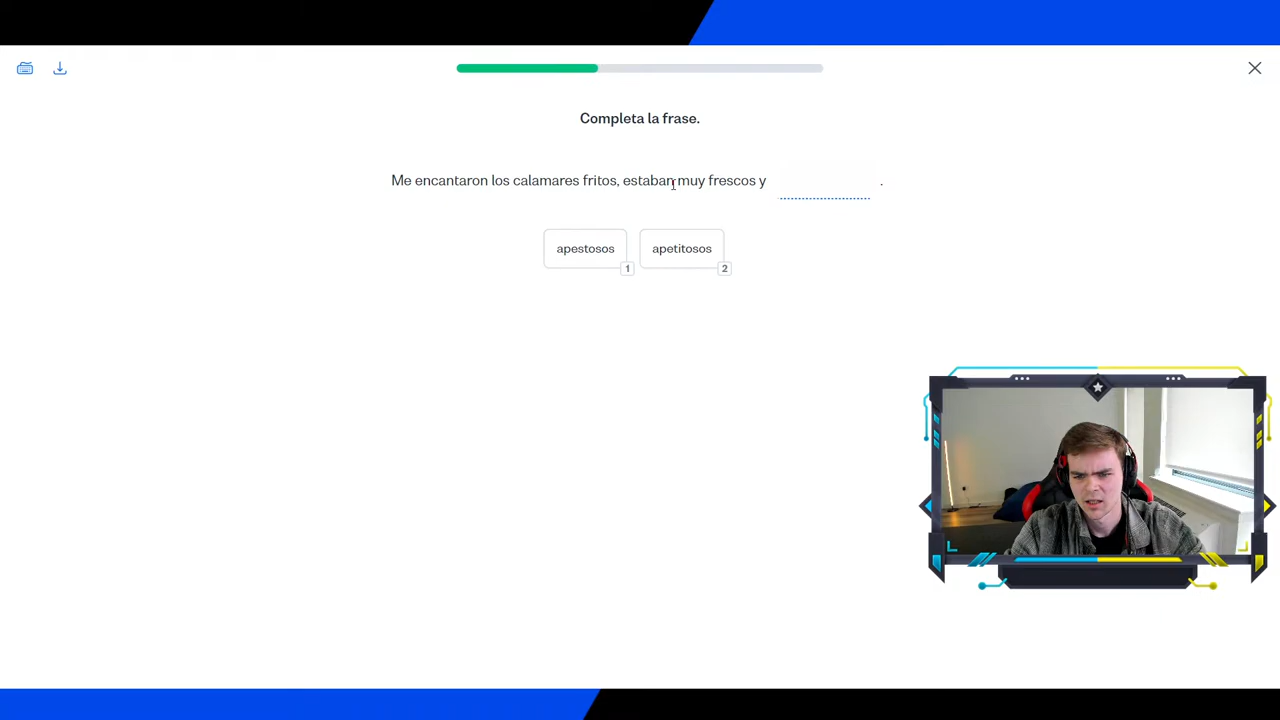 Completa la frase.
Me encantaron los calamares fritos, estaban muy frescos y .
apestosos 1 apetitosos 2